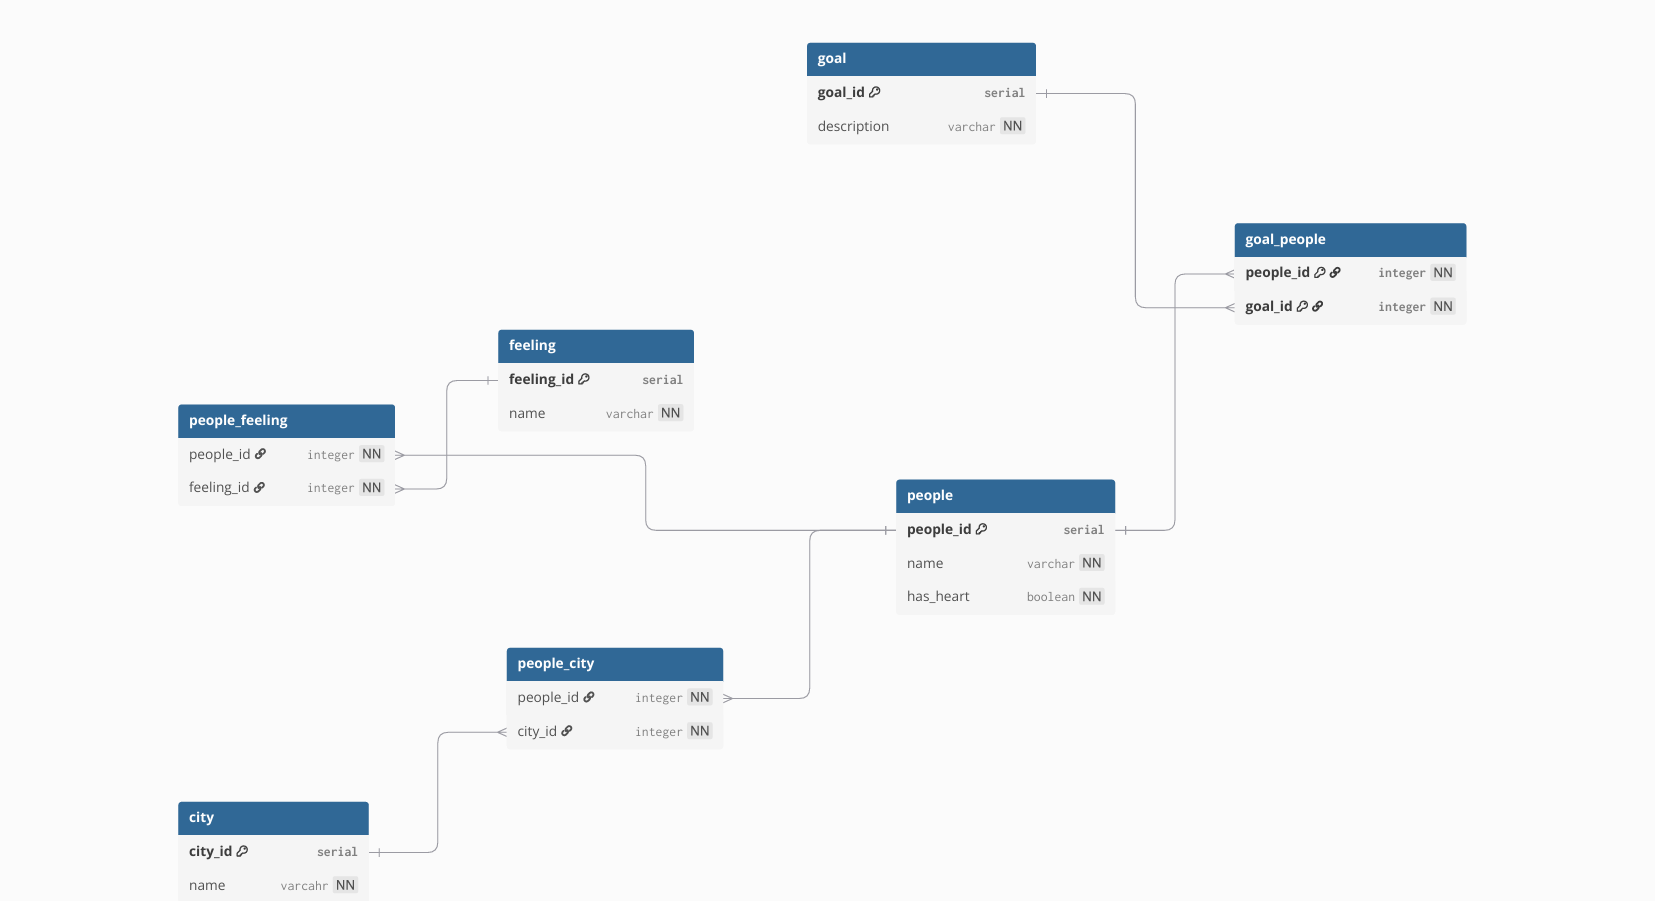 goal
goal_id serial
description varchar NN
goal_people
people_id integer NN
goal_id integer NN
feeling
feeling_id serial
name varchar NN
people_feeling
people_id integer NN
feeling_id integer NN
people
people_id serial
name varchar NN
has_heart boolean NN
people_city
people_id integer NN
city_id integer NN
city
city_id serial
name varcahr NN